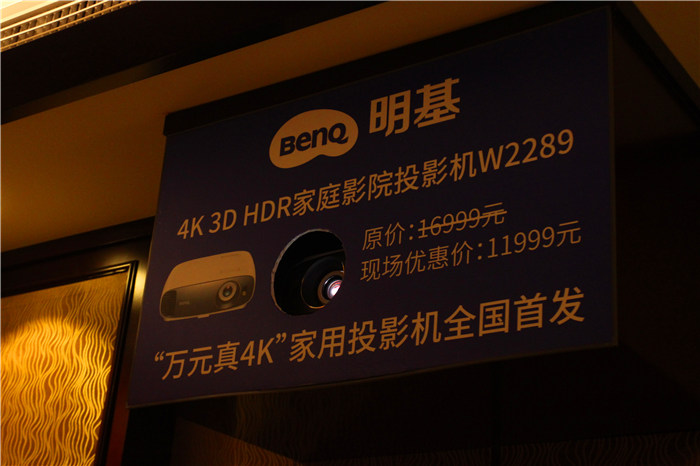 BenQ 明基
4K 3D HDR家庭影院投影机W2289
原价:16999元
现场优惠价:11999元
“万元真4K”家用投影机全国首发